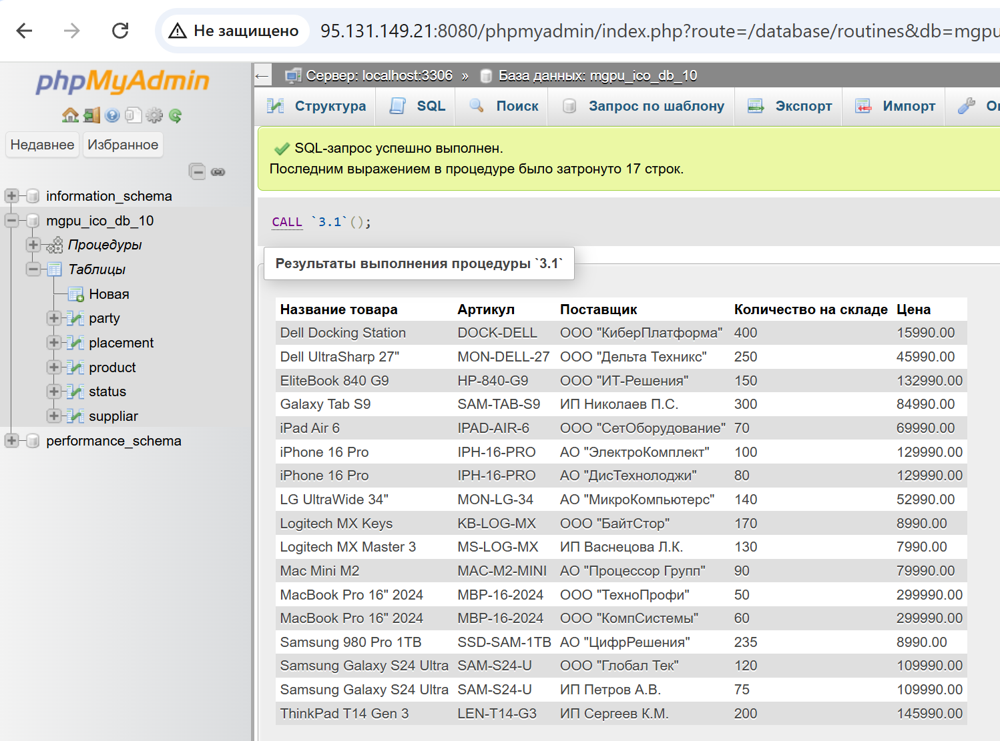 Не защищено 95.131.149.21:8080/phpmyadmin/index.php?route=/database/routines&db=mgpu
phpMyAdmin
Недавнее Избранное
information_schema
mgpu_ico_db_10
Процедуры
Таблицы
Новая
party
placement
product
status
suppliar
performance_schema
Сервер: localhost:3306 » База данных: mgpu_ico_db_10
Структура SQL Поиск Запрос по шаблону Экспорт Импорт
SQL-запрос успешно выполнен.
Последним выражением в процедуре было затронуто 17 строк.
CALL `3.1`();
Результаты выполнения процедуры `3.1`
Название товара Артикул Поставщик Количество на складе Цена
Dell Docking Station DOCK-DELL ООО "КиберПлатформа" 400 15990.00
Dell UltraSharp 27" MON-DELL-27 ООО "Дельта Техникс" 250 45990.00
EliteBook 840 G9 HP-840-G9 ООО "ИТ-Решения" 150 132990.00
Galaxy Tab S9 SAM-TAB-S9 ИП Николаев П.С. 300 84990.00
iPad Air 6 IPAD-AIR-6 ООО "СетОборудование" 70 69990.00
iPhone 16 Pro IPH-16-PRO АО "ЭлектроКомплект" 100 129990.00
iPhone 16 Pro IPH-16-PRO АО "ДисТехнолоджи" 80 129990.00
LG UltraWide 34" MON-LG-34 АО "МикроКомпьютерс" 140 52990.00
Logitech MX Keys KB-LOG-MX ООО "БайтСтор" 170 8990.00
Logitech MX Master 3 MS-LOG-MX ИП Васнецова Л.К. 130 7990.00
Mac Mini M2 MAC-M2-MINI АО "Процессор Групп" 90 79990.00
MacBook Pro 16" 2024 MBP-16-2024 ООО "ТехноПрофи" 50 299990.00
MacBook Pro 16" 2024 MBP-16-2024 ООО "КомпСистемы" 60 299990.00
Samsung 980 Pro 1TB SSD-SAM-1TB АО "ЦифрРешения" 235 8990.00
Samsung Galaxy S24 Ultra SAM-S24-U ООО "Глобал Тек" 120 109990.00
Samsung Galaxy S24 Ultra SAM-S24-U ИП Петров А.В. 75 109990.00
ThinkPad T14 Gen 3 LEN-T14-G3 ИП Сергеев К.М. 200 145990.00